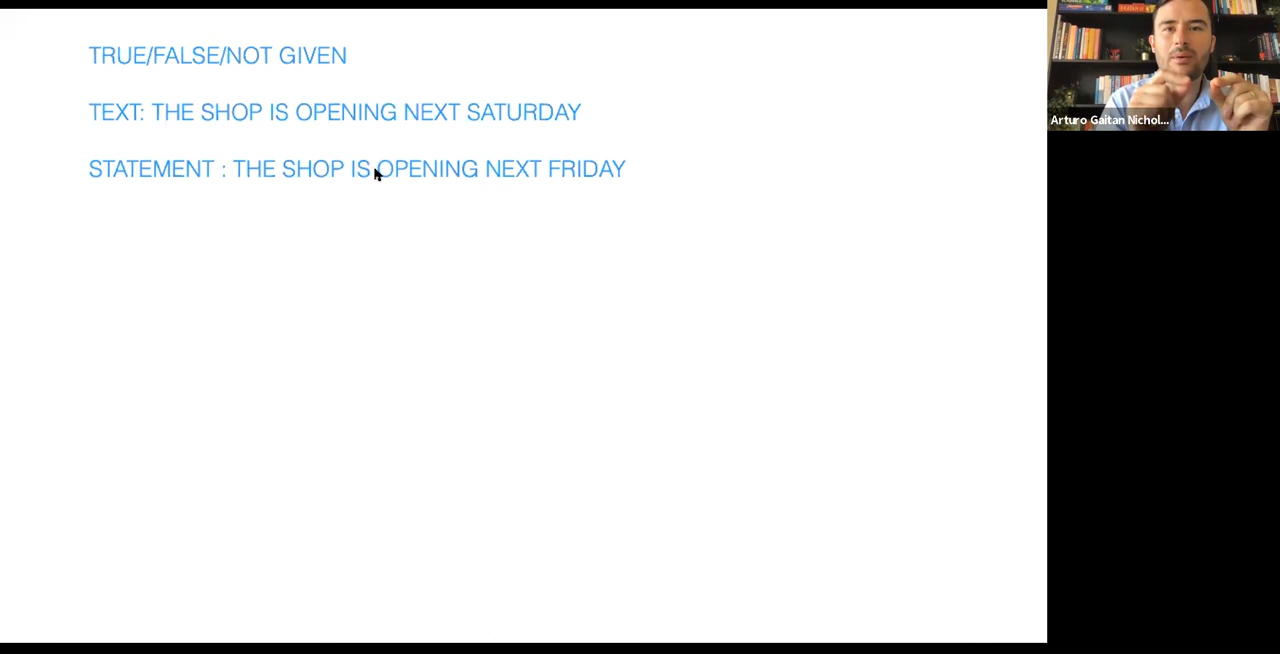 TRUE/FALSE/NOT GIVEN
TEXT: THE SHOP IS OPENING NEXT SATURDAY
STATEMENT : THE SHOP IS OPENING NEXT FRIDAY
Arturo Gaitan Nichol...